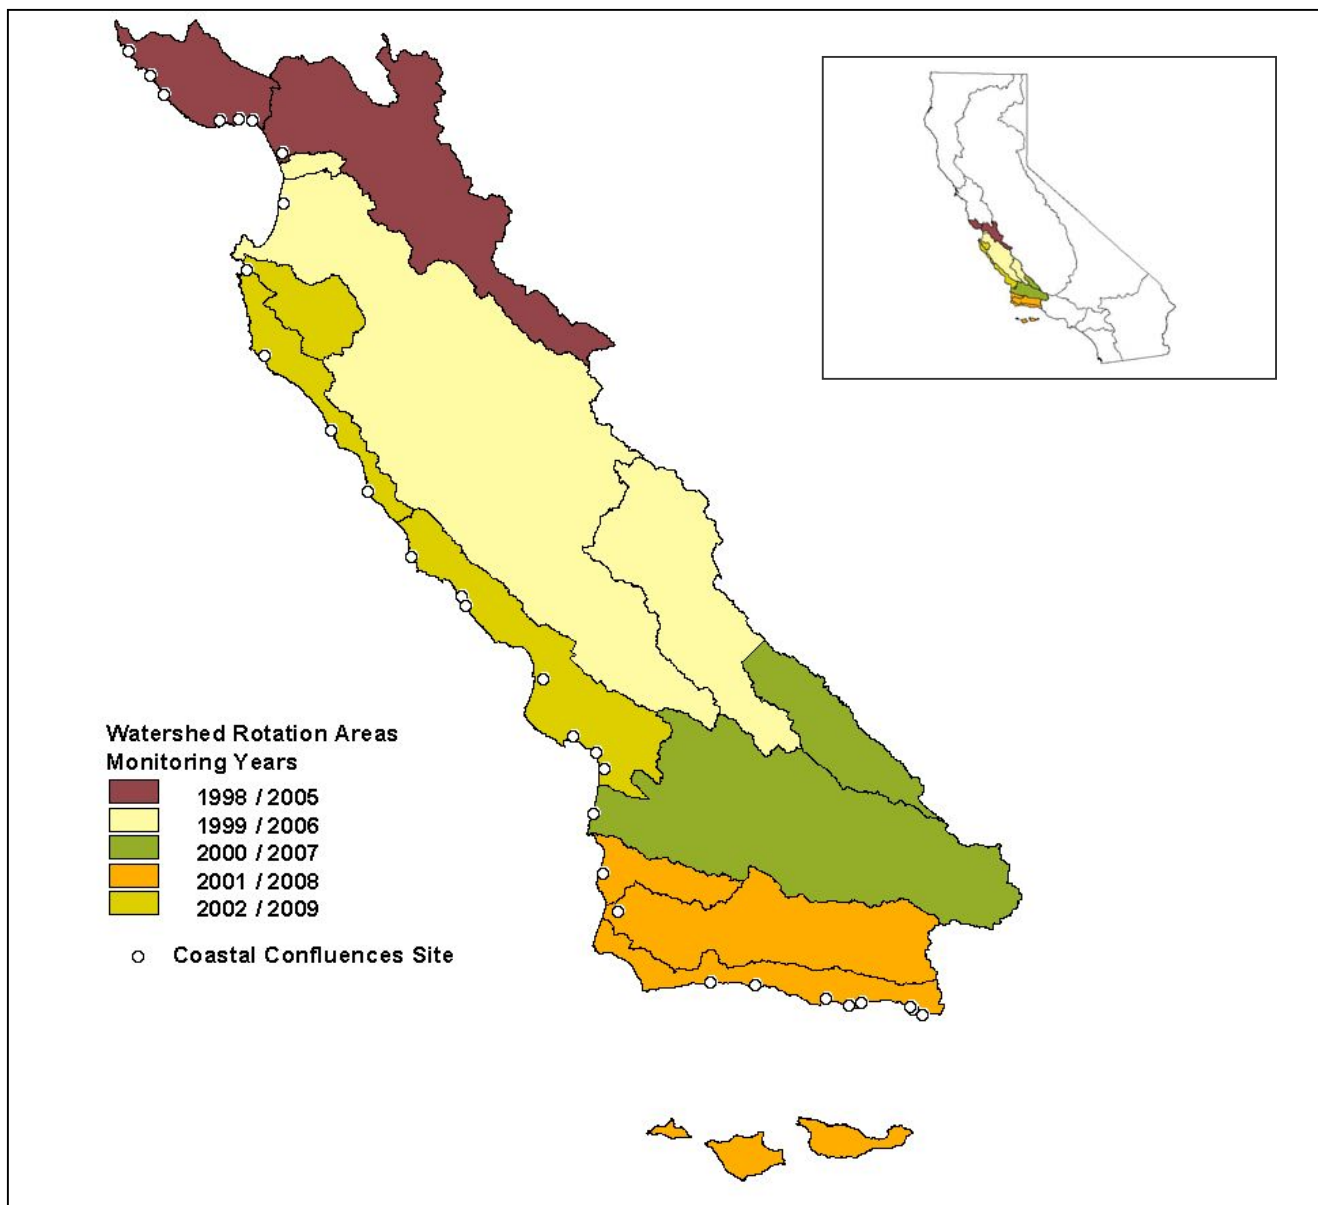 Watershed Rotation Areas
Monitoring Years
1998 / 2005
1999 / 2006
2000 / 2007
2001 / 2008
2002 / 2009
Coastal Confluences Site